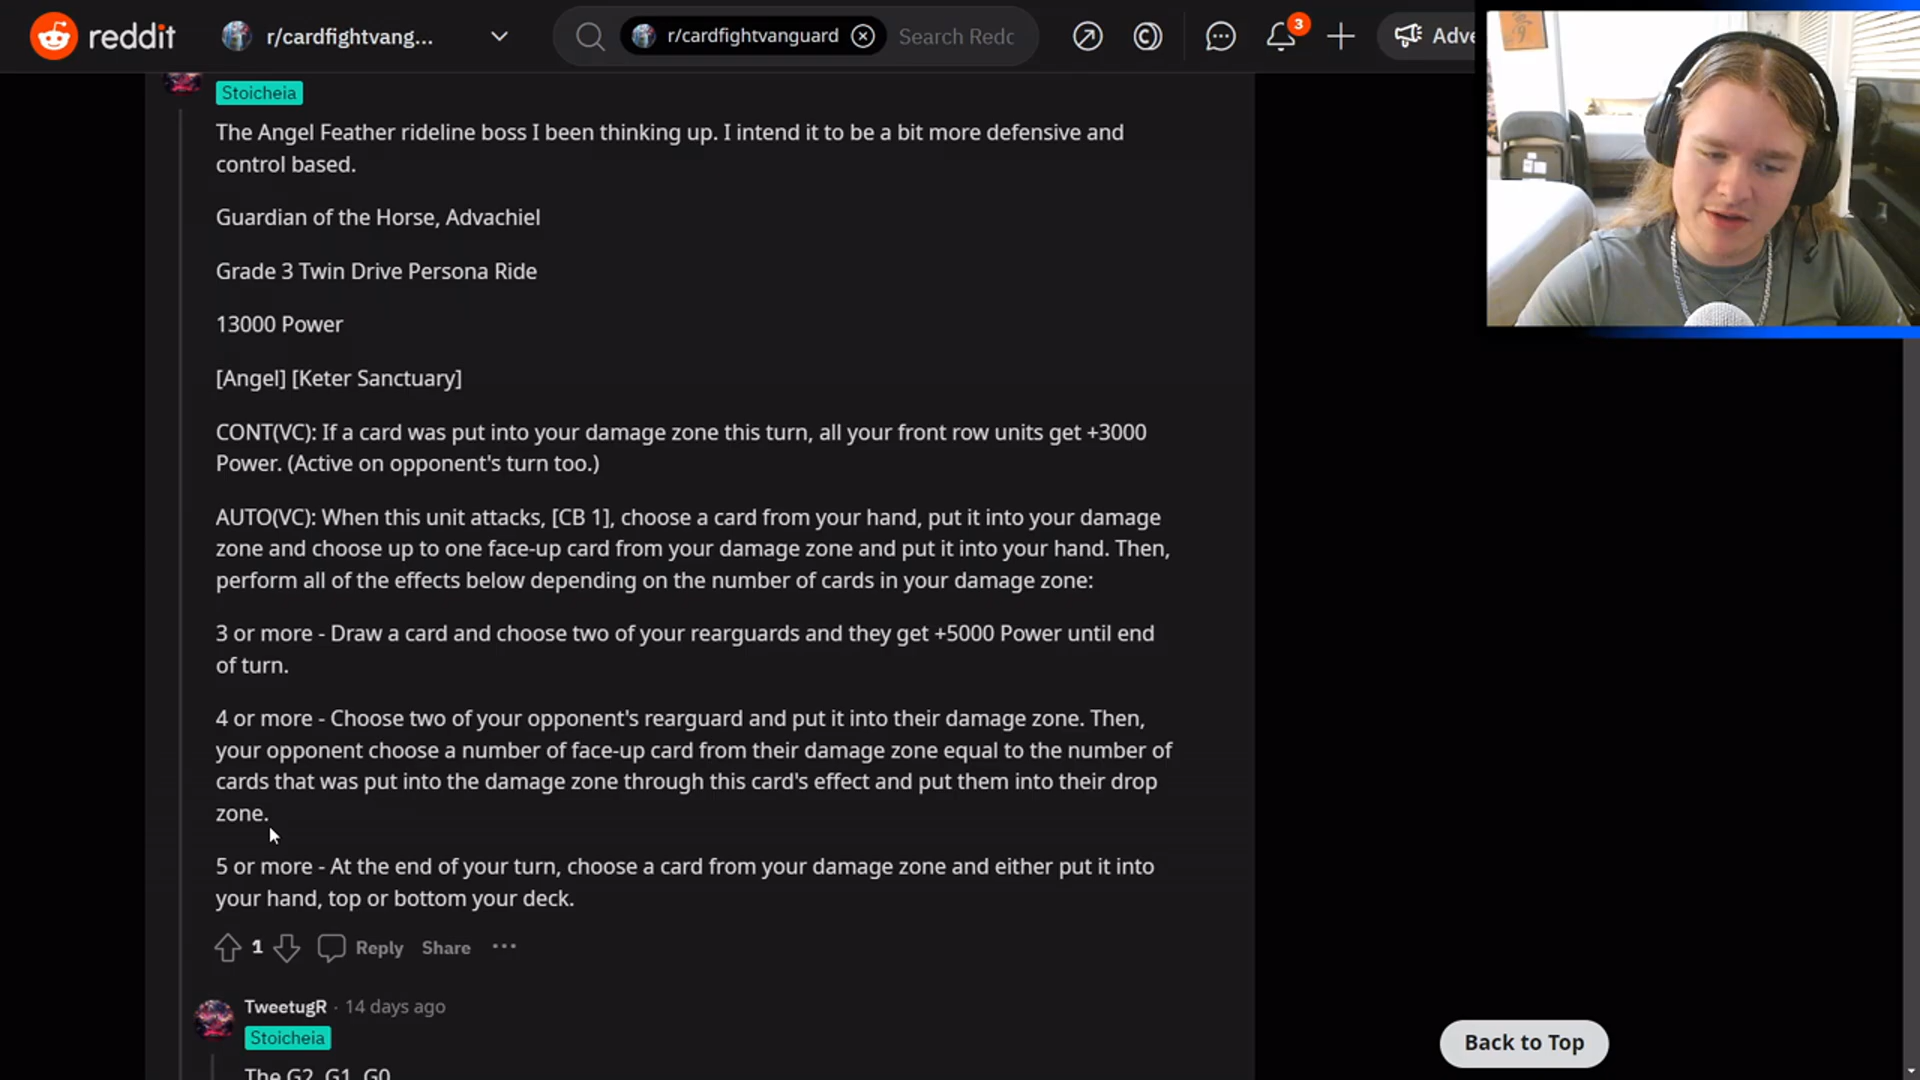 reddit
r/cardfightvang...
r/cardfightvanguard
Search Redc
3
Adve
Stoicheia
The Angel Feather rideline boss I been thinking up. I intend it to be a bit more defensive and
control based.
Guardian of the Horse, Advachiel
Grade 3 Twin Drive Persona Ride
13000 Power
[Angel] [Keter Sanctuary]
CONT(VC): If a card was put into your damage zone this turn, all your front row units get +3000
Power. (Active on opponent's turn too.)
AUTO(VC): When this unit attacks, [CB 1], choose a card from your hand, put it into your damage
zone and choose up to one face-up card from your damage zone and put it into your hand. Then,
perform all of the effects below depending on the number of cards in your damage zone:
3 or more - Draw a card and choose two of your rearguards and they get +5000 Power until end
of turn.
4 or more - Choose two of your opponent's rearguard and put it into their damage zone. Then,
your opponent choose a number of face-up card from their damage zone equal to the number of
cards that was put into the damage zone through this card's effect and put them into their drop
zone.
5 or more - At the end of your turn, choose a card from your damage zone and either put it into
your hand, top or bottom your deck.
1
Reply
Share
TweetugR · 14 days ago
Stoicheia
The G2, G1, G0
Back to Top